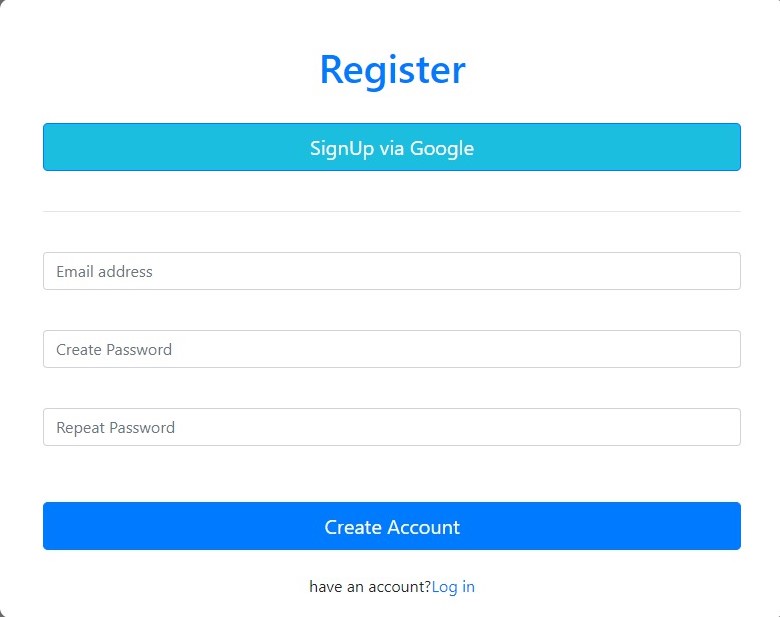 Register
SignUp via Google
Email address
Create Password
Repeat Password
Create Account
have an account?Log in